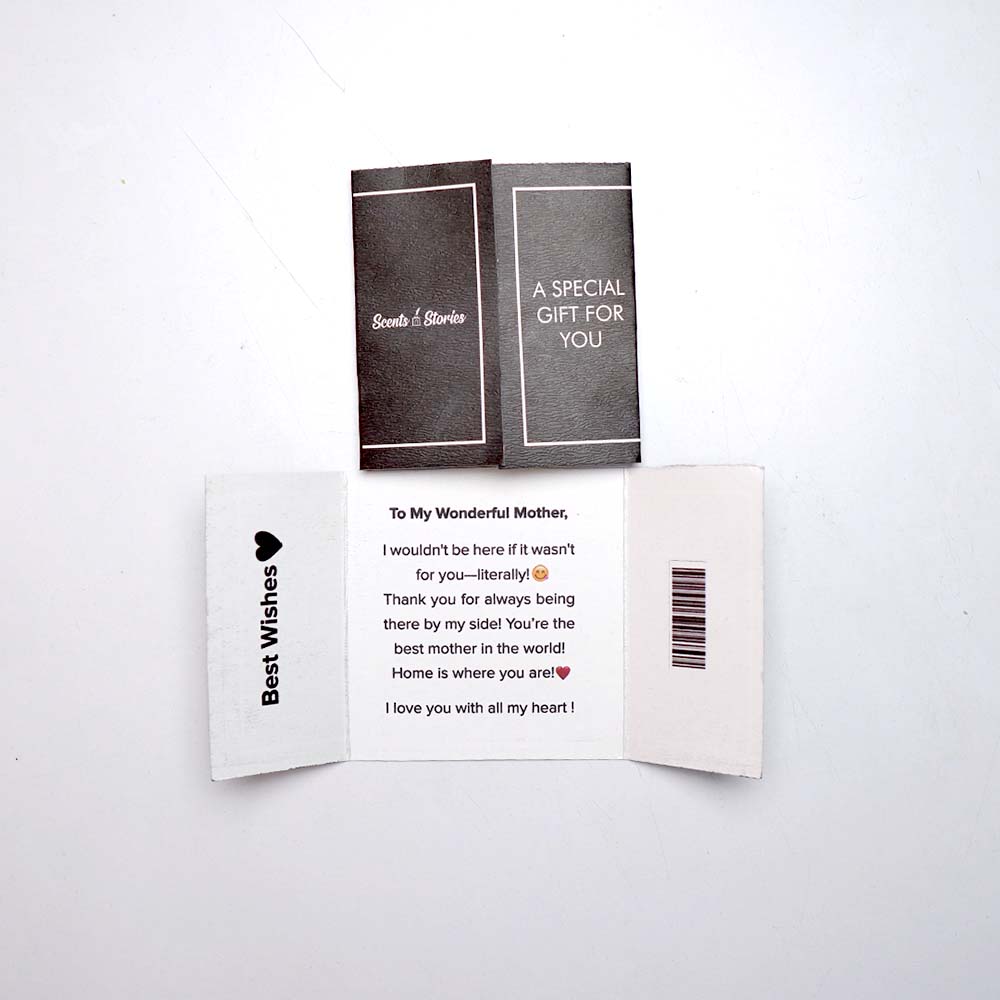 Scents Stories
A SPECIAL
GIFT FOR
YOU
Best Wishes🖤
To My Wonderful Mother,
I wouldn't be here if it wasn't
for you—literally!😋
Thank you for always being
there by my side! You're the
best mother in the world!
Home is where you are!❤️
I love you with all my heart !